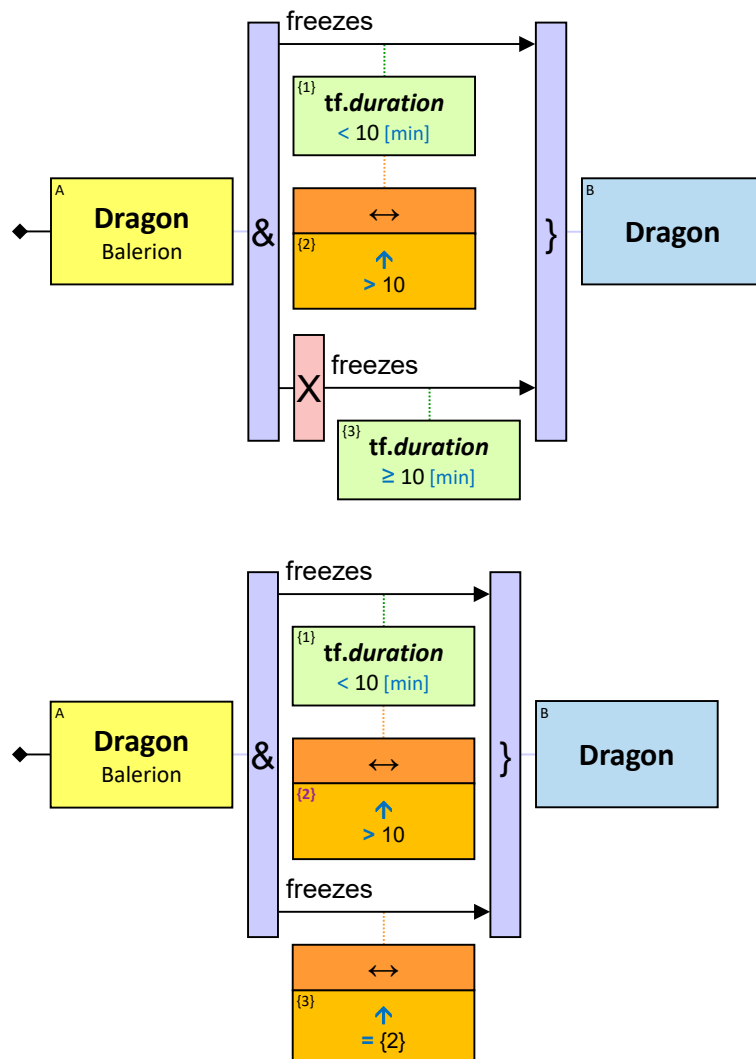 freezes
{1}
tf.duration
< 10 [min]
A
Dragon
Balerion
&
↔
{2}
↑
> 10
}
B
Dragon
X
freezes
{3}
tf.duration
≥ 10 [min]
freezes
{1}
tf.duration
< 10 [min]
A
Dragon
Balerion
&
↔
{2}
↑
> 10
}
B
Dragon
freezes
↔
{3}
↑
= {2}